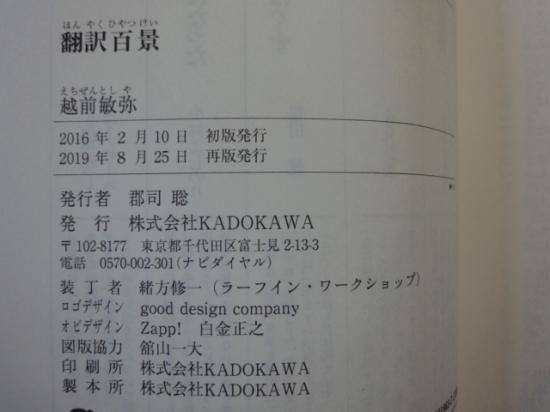 ほんやくひやつけい
翻訳百景
えちぜんとしや
越前敏弥
2016年2月10日 初版発行
2019年8月25日 再版発行
発行者 郡司 聡
発 行 株式会社KADOKAWA
〒102-8177 東京都千代田区富士見2-13-3
電話 0570-002-301(ナビダイヤル)
装丁者 緒方修一(ラーフイン・ワークショップ)
ロゴデザイン good design company
オビデザイン Zapp! 白金正之
図版協力 舘山一大
印刷所 株式会社KADOKAWA
製本所 株式会社KADOKAWA